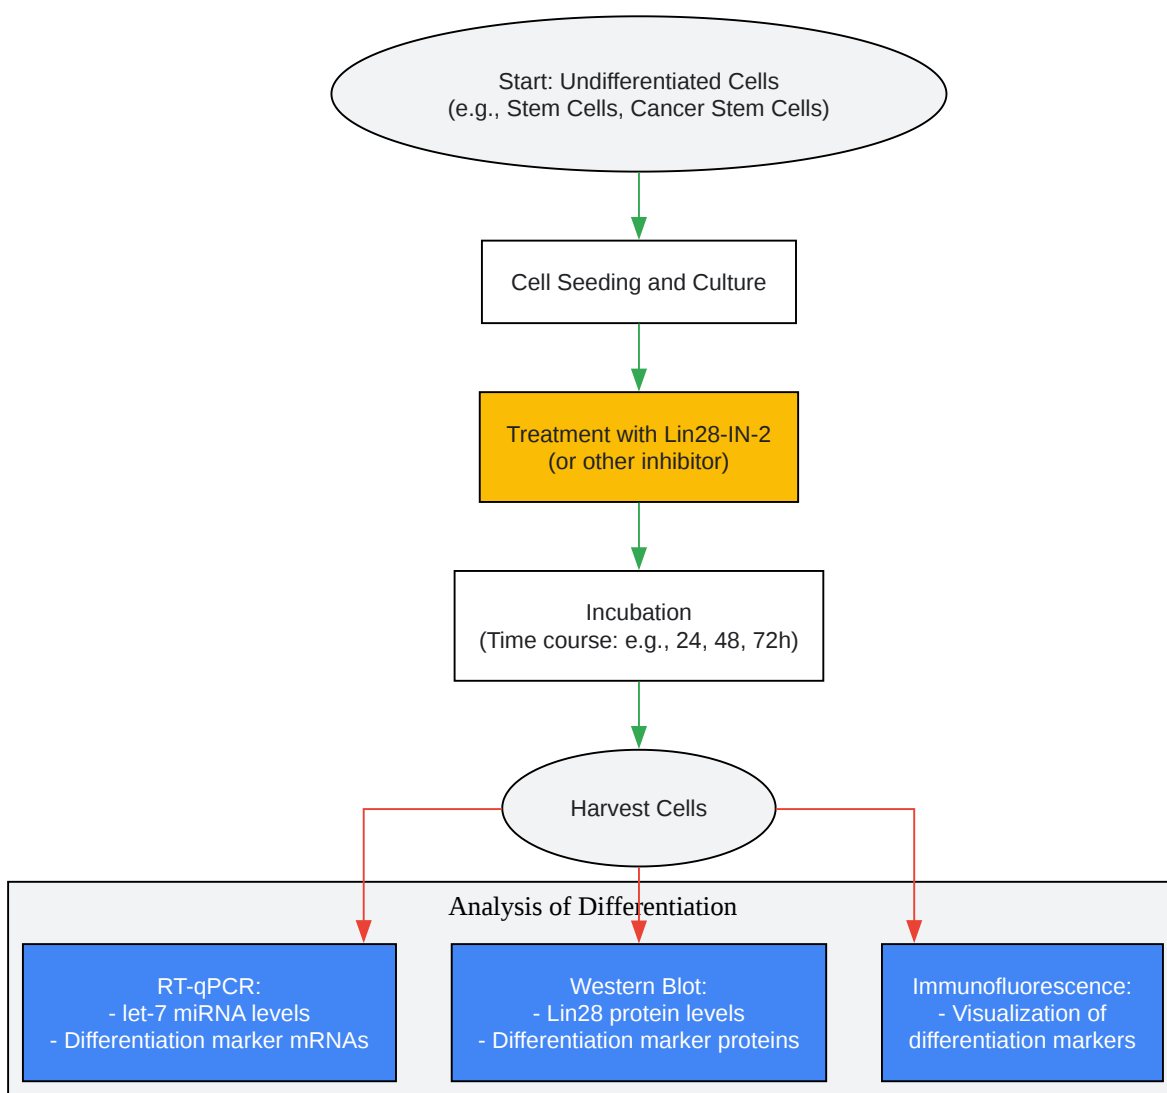 Start: Undifferentiated Cells
(e.g., Stem Cells, Cancer Stem Cells)
Cell Seeding and Culture
Treatment with Lin28-IN-2
(or other inhibitor)
Incubation
(Time course: e.g., 24, 48, 72h)
Harvest Cells
Analysis of Differentiation
RT-qPCR:
- let-7 miRNA levels
- Differentiation marker mRNAs
Western Blot:
- Lin28 protein levels
- Differentiation marker proteins
Immunofluorescence:
- Visualization of
differentiation markers